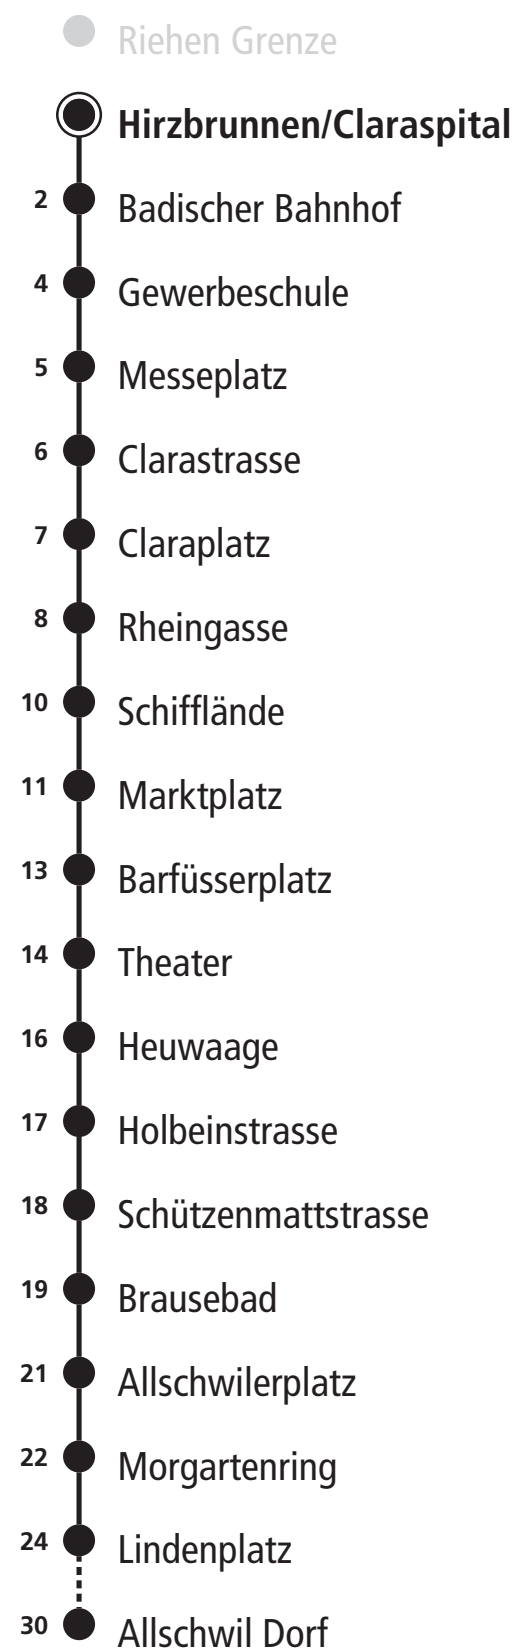 Riehen Grenze
Hirzbrunnen/Claraspital
2 Badischer Bahnhof
4 Gewerbeschule
5 Messeplatz
6 Clarastrasse
7 Claraplatz
8 Rheingasse
10 Schifflände
11 Marktplatz
13 Barfüsserplatz
14 Theater
16 Heuwaage
17 Holbeinstrasse
18 Schützenmattstrasse
19 Brausebad
21 Allschwilerplatz
22 Morgartenring
24 Lindenplatz
30 Allschwil Dorf